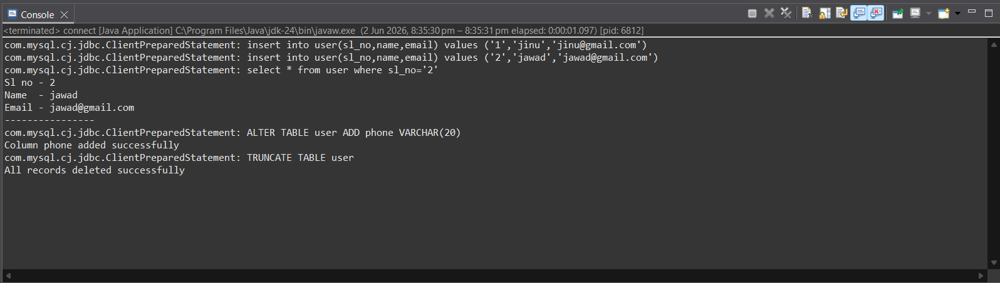 Console
<terminated> connect [Java Application] C:\Program Files\Java\jdk-24\bin\javaw.exe (2 Jun 2026, 8:35:30 pm – 8:35:31 pm elapsed: 0:00:01.097) [pid: 6812]
com.mysql.cj.jdbc.ClientPreparedStatement: insert into user(sl_no,name,email) values ('1','jinu','jinu@gmail.com')
com.mysql.cj.jdbc.ClientPreparedStatement: insert into user(sl_no,name,email) values ('2','jawad','jawad@gmail.com')
com.mysql.cj.jdbc.ClientPreparedStatement: select * from user where sl_no='2'
Sl no - 2
Name  - jawad
Email - jawad@gmail.com
----------------
com.mysql.cj.jdbc.ClientPreparedStatement: ALTER TABLE user ADD phone VARCHAR(20)
Column phone added successfully
com.mysql.cj.jdbc.ClientPreparedStatement: TRUNCATE TABLE user
All records deleted successfully